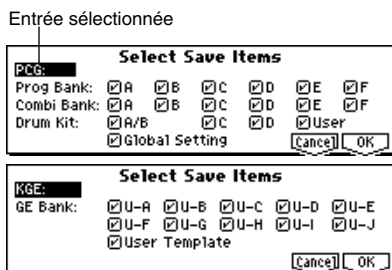 Entrée sélectionnée
Select Save Items
PCG:
Prog Bank: A B C D E F
Combi Bank: A B C D E F
Drum Kit: A/B C D User
Global Setting Cancel OK
Select Save Items
KGE:
GE Bank: U-A U-B U-C U-D U-E
U-F U-G U-H U-I U-J
User Template
Cancel OK